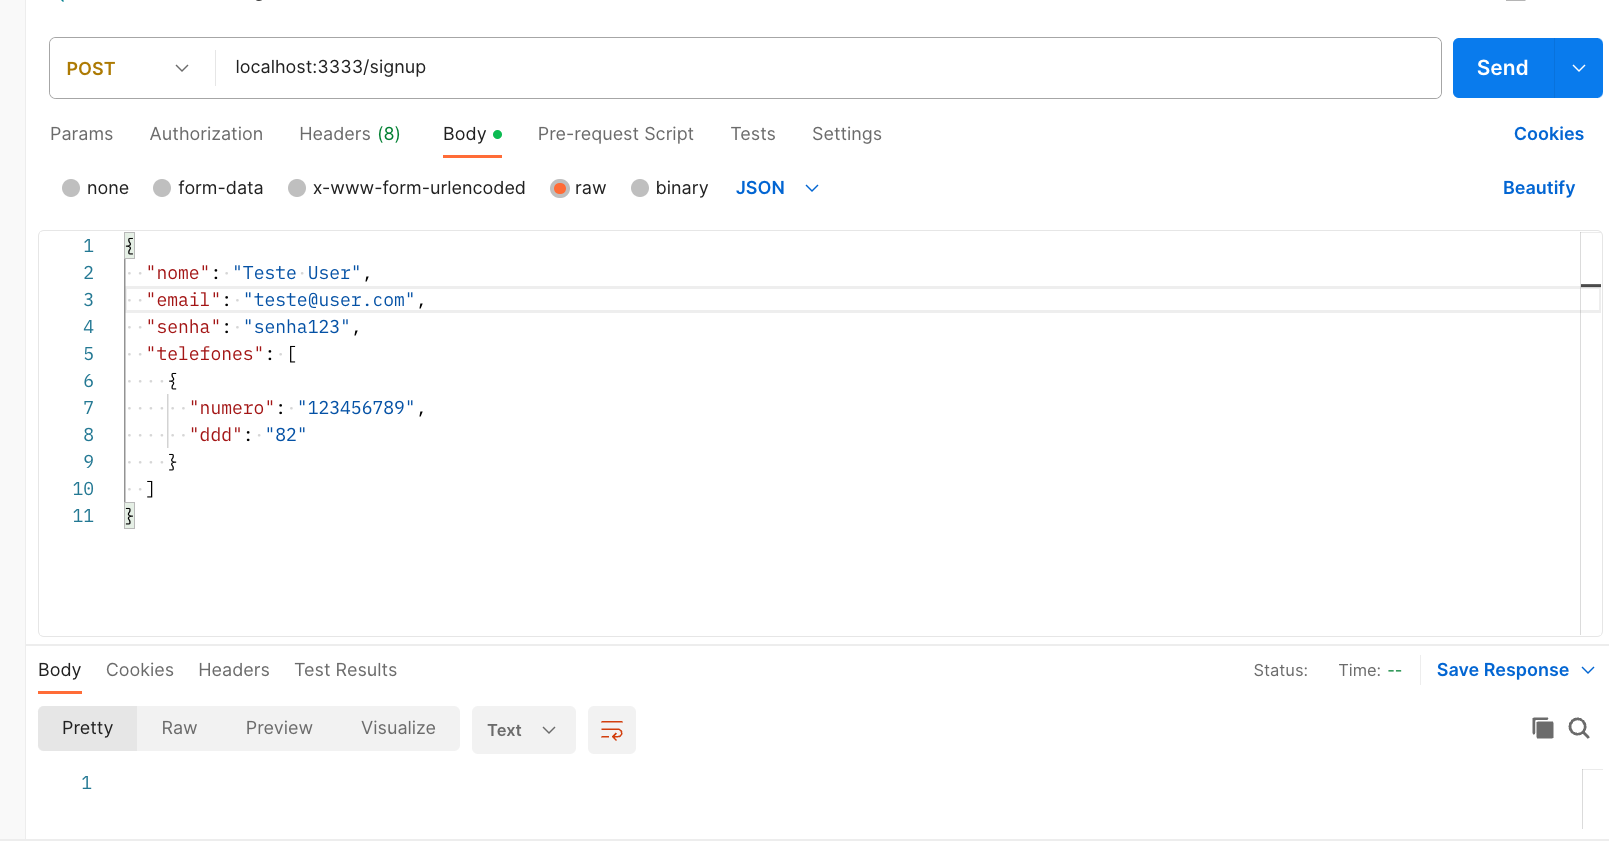 POST localhost:3333/signup Send
Params Authorization Headers (8) Body Pre-request Script Tests Settings Cookies
none form-data x-www-form-urlencoded raw binary JSON Beautify
1 {
2 "nome": "Teste User",
3 "email": "teste@user.com",
4 "senha": "senha123",
5 "telefones": [
6 {
7 "numero": "123456789",
8 "ddd": "82"
9 }
10 ]
11 }
Body Cookies Headers Test Results Status: Time: -- Save Response
Pretty Raw Preview Visualize Text
1